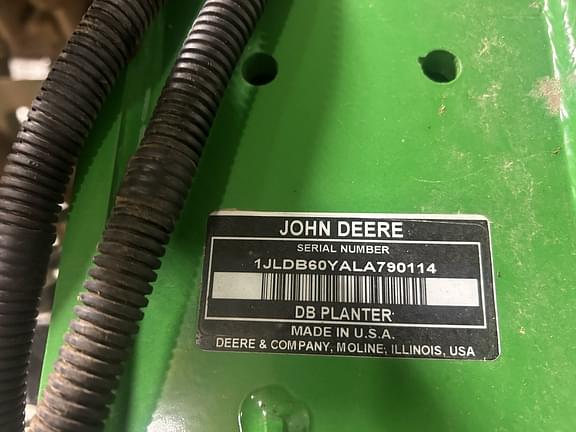 JOHN DEERE
SERIAL NUMBER
1JLDB60YALA790114
DB PLANTER
MADE IN U.S.A.
DEERE & COMPANY, MOLINE, ILLINOIS, USA